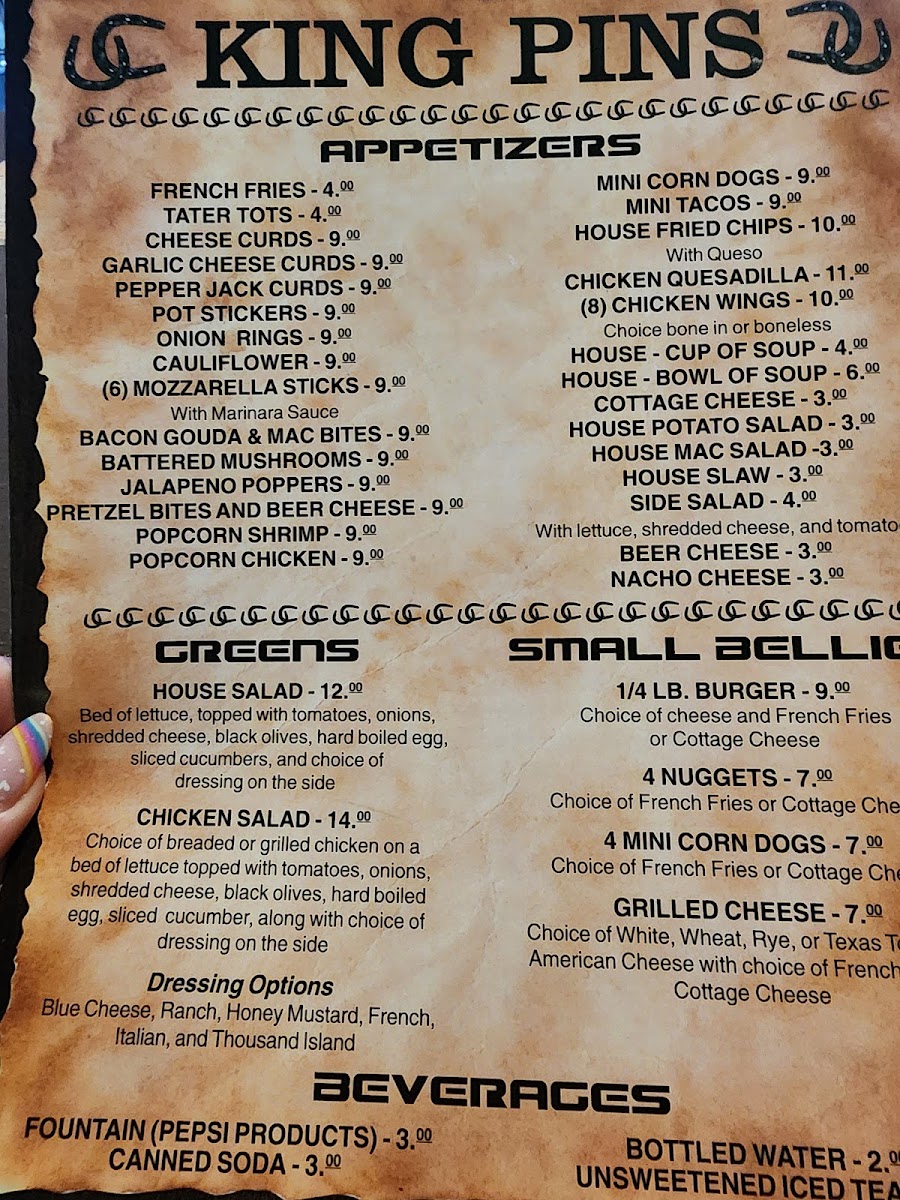 KING PINS
APPETIZERS
FRENCH FRIES - 4.00
TATER TOTS - 4.00
CHEESE CURDS - 9.00
GARLIC CHEESE CURDS - 9.00
PEPPER JACK CURDS - 9.00
POT STICKERS - 9.00
ONION RINGS - 9.00
CAULIFLOWER - 9.00
(6) MOZZARELLA STICKS - 9.00
With Marinara Sauce
BACON GOUDA & MAC BITES - 9.00
BATTERED MUSHROOMS - 9.00
JALAPENO POPPERS - 9.00
PRETZEL BITES AND BEER CHEESE - 9.00
POPCORN SHRIMP - 9.00
POPCORN CHICKEN - 9.00
MINI CORN DOGS - 9.00
MINI TACOS - 9.00
HOUSE FRIED CHIPS - 10.00
With Queso
CHICKEN QUESADILLA - 11.00
(8) CHICKEN WINGS - 10.00
Choice bone in or boneless
HOUSE - CUP OF SOUP - 4.00
HOUSE - BOWL OF SOUP - 6.00
COTTAGE CHEESE - 3.00
HOUSE POTATO SALAD - 3.00
HOUSE MAC SALAD -3.00
HOUSE SLAW - 3.00
SIDE SALAD - 4.00
With lettuce, shredded cheese, and tomato
BEER CHEESE - 3.00
NACHO CHEESE - 3.00
GREENS
HOUSE SALAD - 12.00
Bed of lettuce, topped with tomatoes, onions,
shredded cheese, black olives, hard boiled egg,
sliced cucumbers, and choice of
dressing on the side
CHICKEN SALAD - 14.00
Choice of breaded or grilled chicken on a
bed of lettuce topped with tomatoes, onions,
shredded cheese, black olives, hard boiled
egg, sliced cucumber, along with choice of
dressing on the side
Dressing Options
Blue Cheese, Ranch, Honey Mustard, French,
Italian, and Thousand Island
SMALL BELLIE
1/4 LB. BURGER - 9.00
Choice of cheese and French Fries
or Cottage Cheese
4 NUGGETS - 7.00
Choice of French Fries or Cottage Che
4 MINI CORN DOGS - 7.00
Choice of French Fries or Cottage Che
GRILLED CHEESE - 7.00
Choice of White, Wheat, Rye, or Texas To
American Cheese with choice of French
Cottage Cheese
BEVERAGES
FOUNTAIN (PEPSI PRODUCTS) - 3.00
CANNED SODA - 3.00
BOTTLED WATER - 2.00
UNSWEETENED ICED TEA